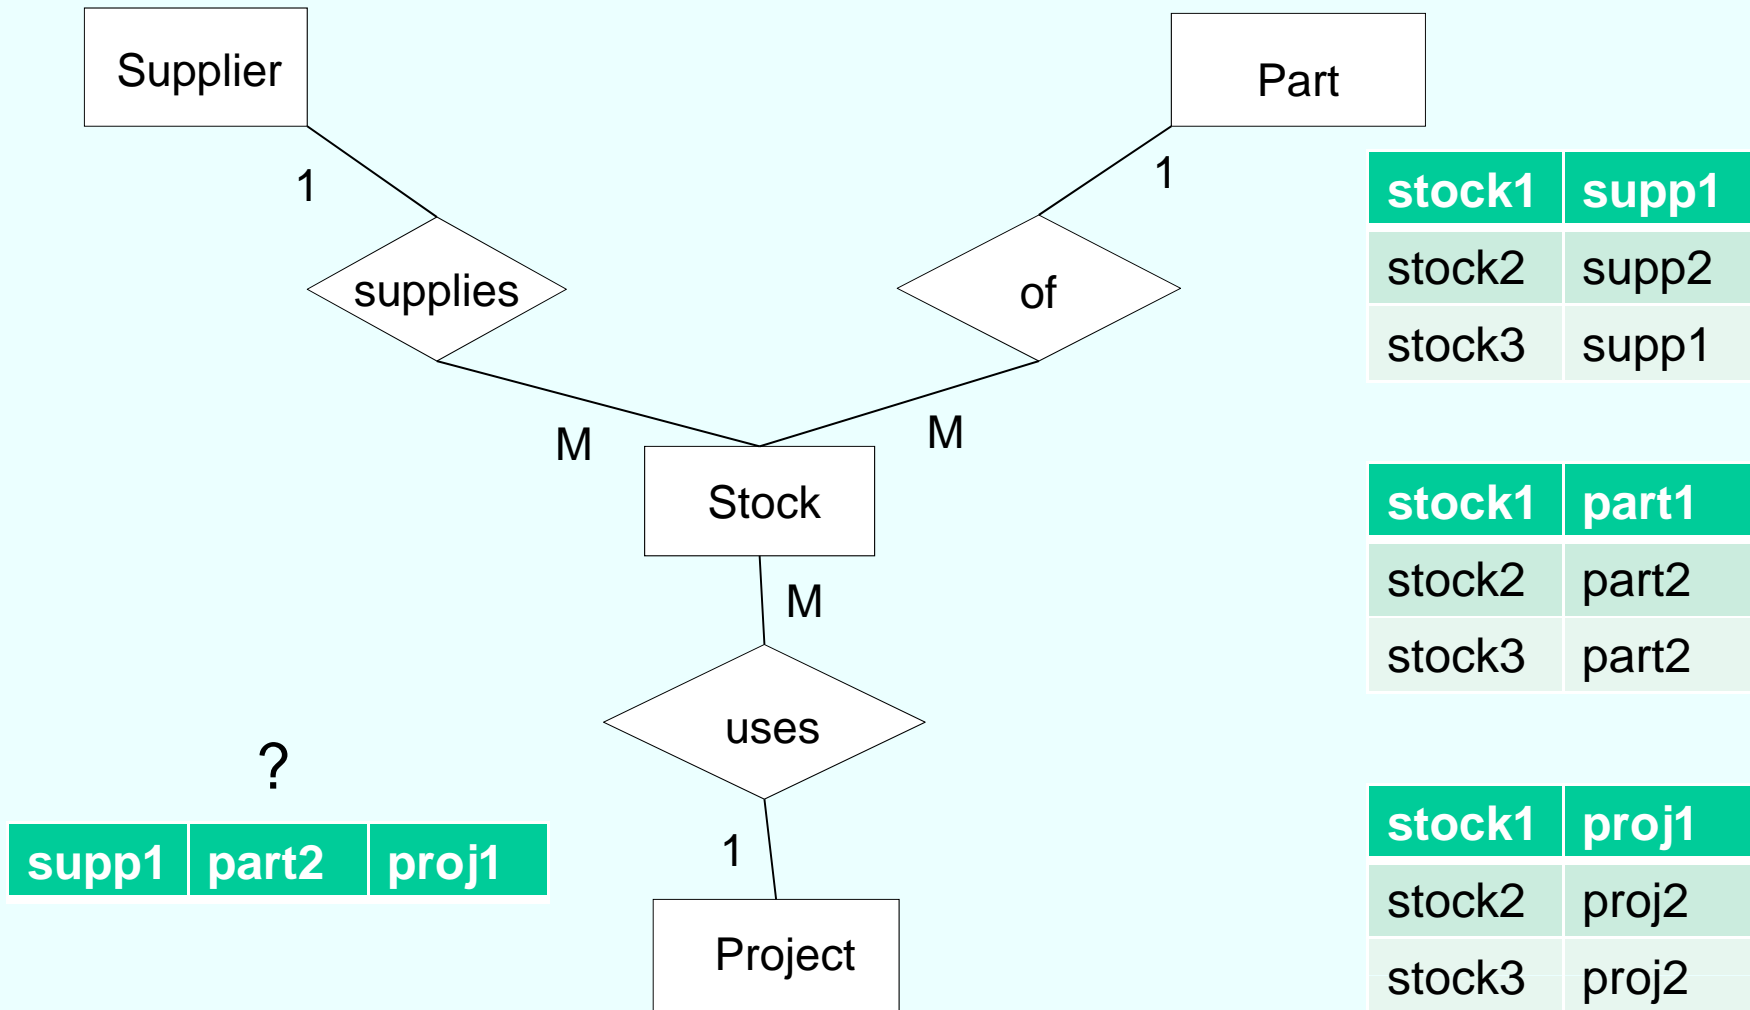 Supplier
Part
1
1
supplies
of
M
M
Stock
M
uses
1
Project
?
supp1 part2 proj1
stock1 supp1
stock2 supp2
stock3 supp1
stock1 part1
stock2 part2
stock3 part2
stock1 proj1
stock2 proj2
stock3 proj2